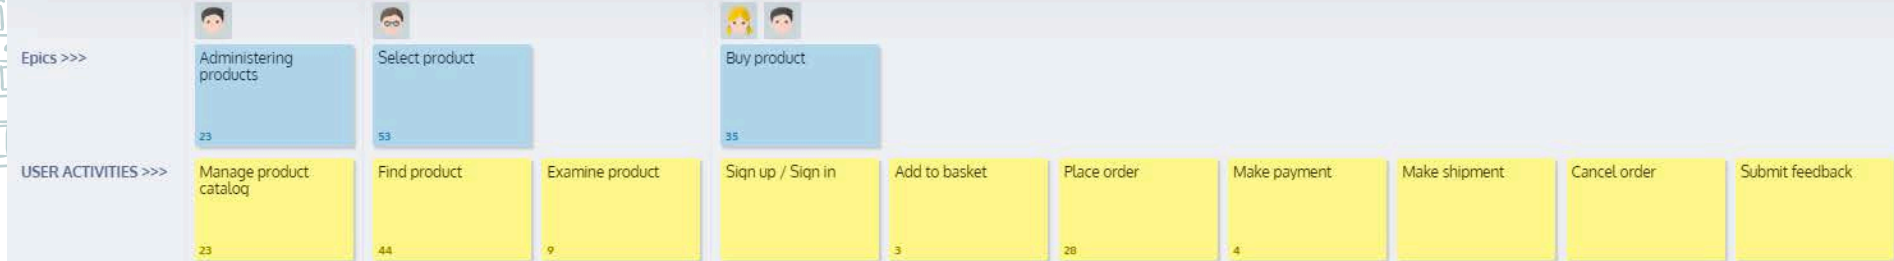 Epics >>>
Administering
products
23
Select product
53
Buy product
35
USER ACTIVITIES >>>
Manage product
catalog
23
Find product
44
Examine product
9
Sign up / Sign in
Add to basket
3
Place order
28
Make payment
4
Make shipment
Cancel order
Submit feedback